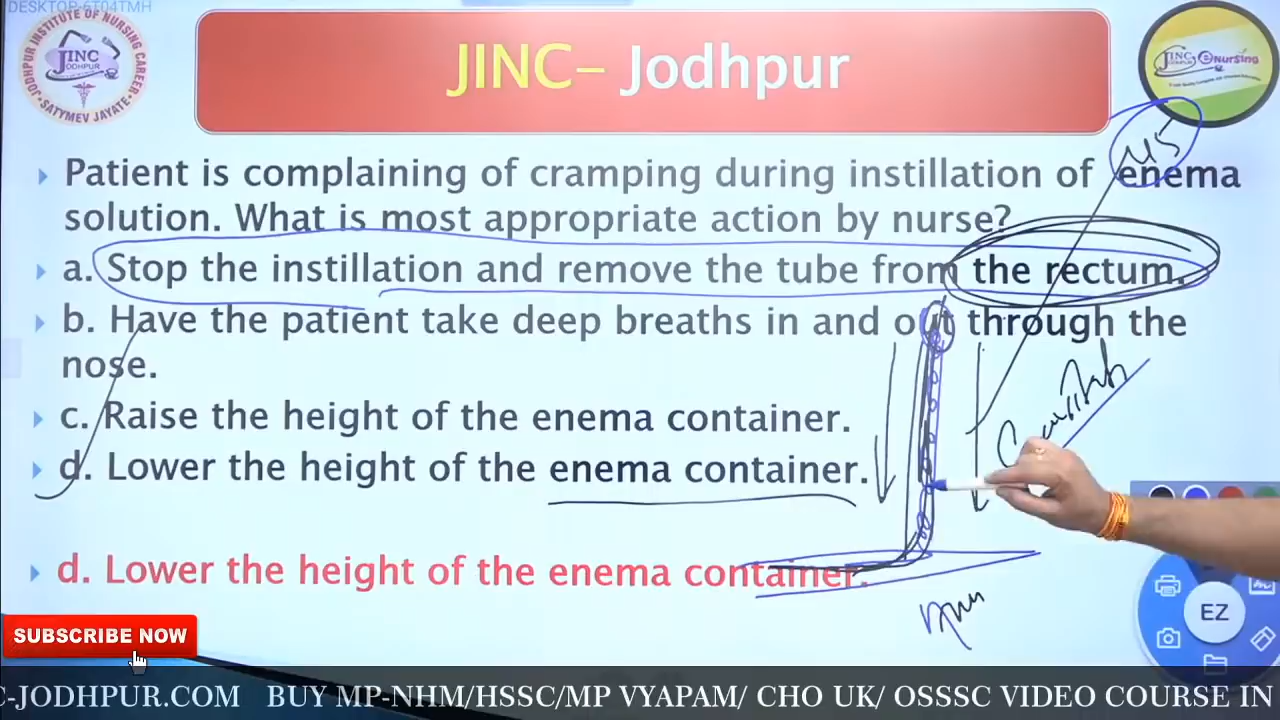 DESKTOP-6T04TMH
JODHPUR INSTITUTE OF NURSING CAREER
JINC
JODHPUR
SATYMEV JAYATE
JINC– Jodhpur
JINC
eNursing
Patient is complaining of cramping during instillation of enema
solution. What is most appropriate action by nurse?
a. Stop the instillation and remove the tube from the rectum.
b. Have the patient take deep breaths in and out through the
nose.
c. Raise the height of the enema container.
d. Lower the height of the enema container.
d. Lower the height of the enema container.
EZ
SUBSCRIBE NOW
C-JODHPUR.COM BUY MP-NHM/HSSC/MP VYAPAM/ CHO UK/ OSSSC VIDEO COURSE IN